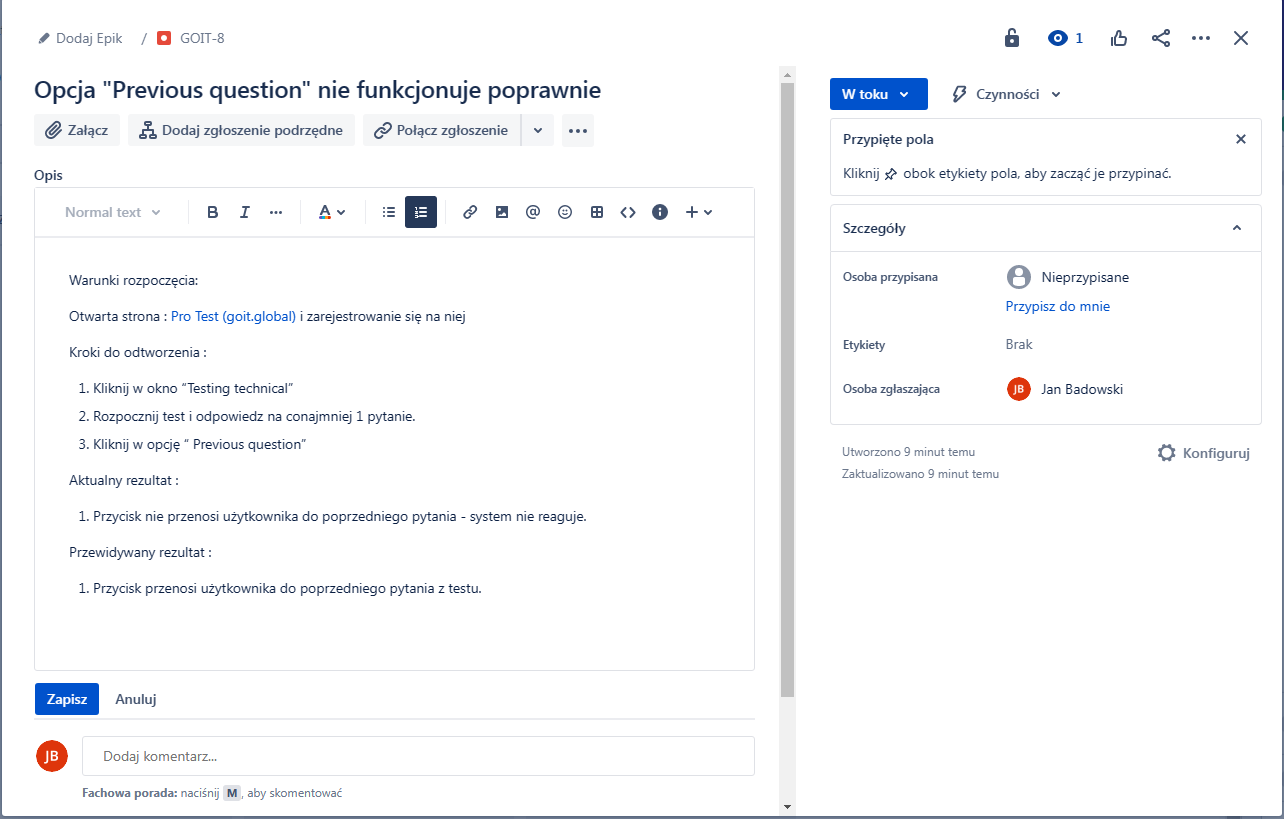 Dodaj Epik / GOIT-8
1
Opcja "Previous question" nie funkcjonuje poprawnie
Załącz Dodaj zgłoszenie podrzędne Połącz zgłoszenie
Opis
Normal text B I A
Warunki rozpoczęcia:
Otwarta strona : Pro Test (goit.global) i zarejestrowanie się na niej
Kroki do odtworzenia :
1. Kliknij w okno “Testing technical”
2. Rozpocznij test i odpowiedz na conajmniej 1 pytanie.
3. Kliknij w opcję “ Previous question”
Aktualny rezultat :
1. Przycisk nie przenosi użytkownika do poprzedniego pytania - system nie reaguje.
Przewidywany rezultat :
1. Przycisk przenosi użytkownika do poprzedniego pytania z testu.
Zapisz Anuluj
JB Dodaj komentarz...
Fachowa porada: naciśnij M, aby skomentować
W toku Czynności
Przypięte pola
Kliknij obok etykiety pola, aby zacząć je przypinać.
Szczegóły
Osoba przypisana Nieprzypisane
Przypisz do mnie
Etykiety Brak
Osoba zgłaszająca JB Jan Badowski
Utworzono 9 minut temu Konfiguruj
Zaktualizowano 9 minut temu